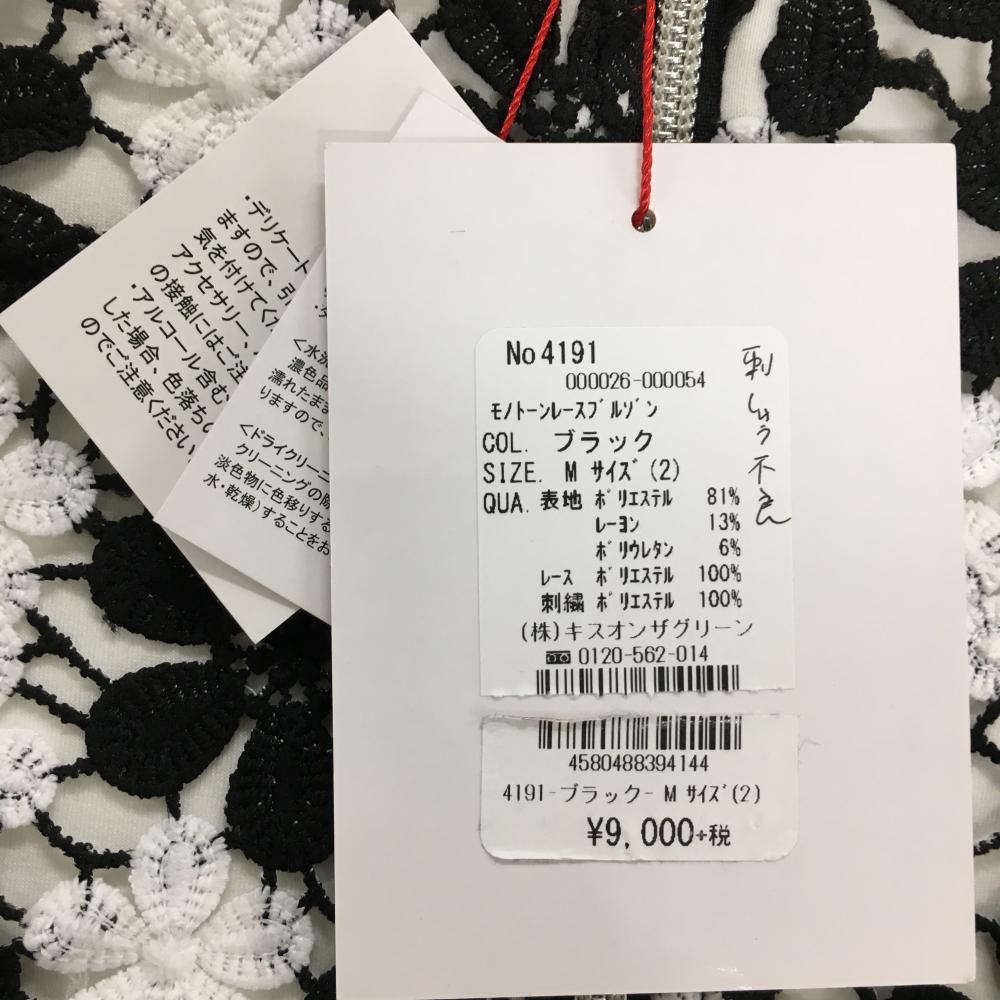 ・デリケート
ますので、引
気を付けてくだ
アクセサリー、
の接触にはご注
・アルコール含む
した場合、色落ちの
のでご注意ください
濃色品
濡れたまま
りますので、
<ドライクリーニ
クリーニングの際
淡色物に色移りする
水・乾燥)することをお
No 4191
000026-000054
モノトーンレースブルゾン
COL. ブラック
SIZE. M サイズ(2)
QUA. 表地 ポリエステル 81%
レーヨン 13%
ポリウレタン 6%
レース ポリエステル 100%
刺繍 ポリエステル 100%
(株)キスオンザグリーン
0120-562-014
刺しゅう不良
4580488394144
4191-ブラック- M サイズ(2)
¥9,000+税